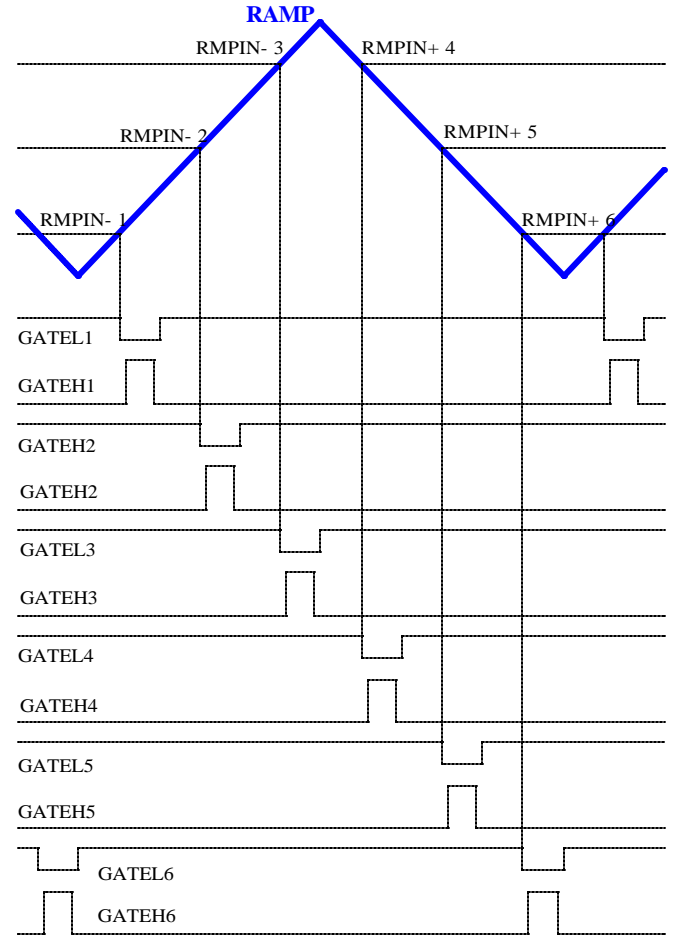 RAMP
RMPIN- 3
RMPIN+ 4
RMPIN- 2
RMPIN+ 5
RMPIN- 1
RMPIN+ 6
GATEL1
GATEH1
GATEH2
GATEH2
GATEL3
GATEH3
GATEL4
GATEH4
GATEL5
GATEH5
GATEL6
GATEH6